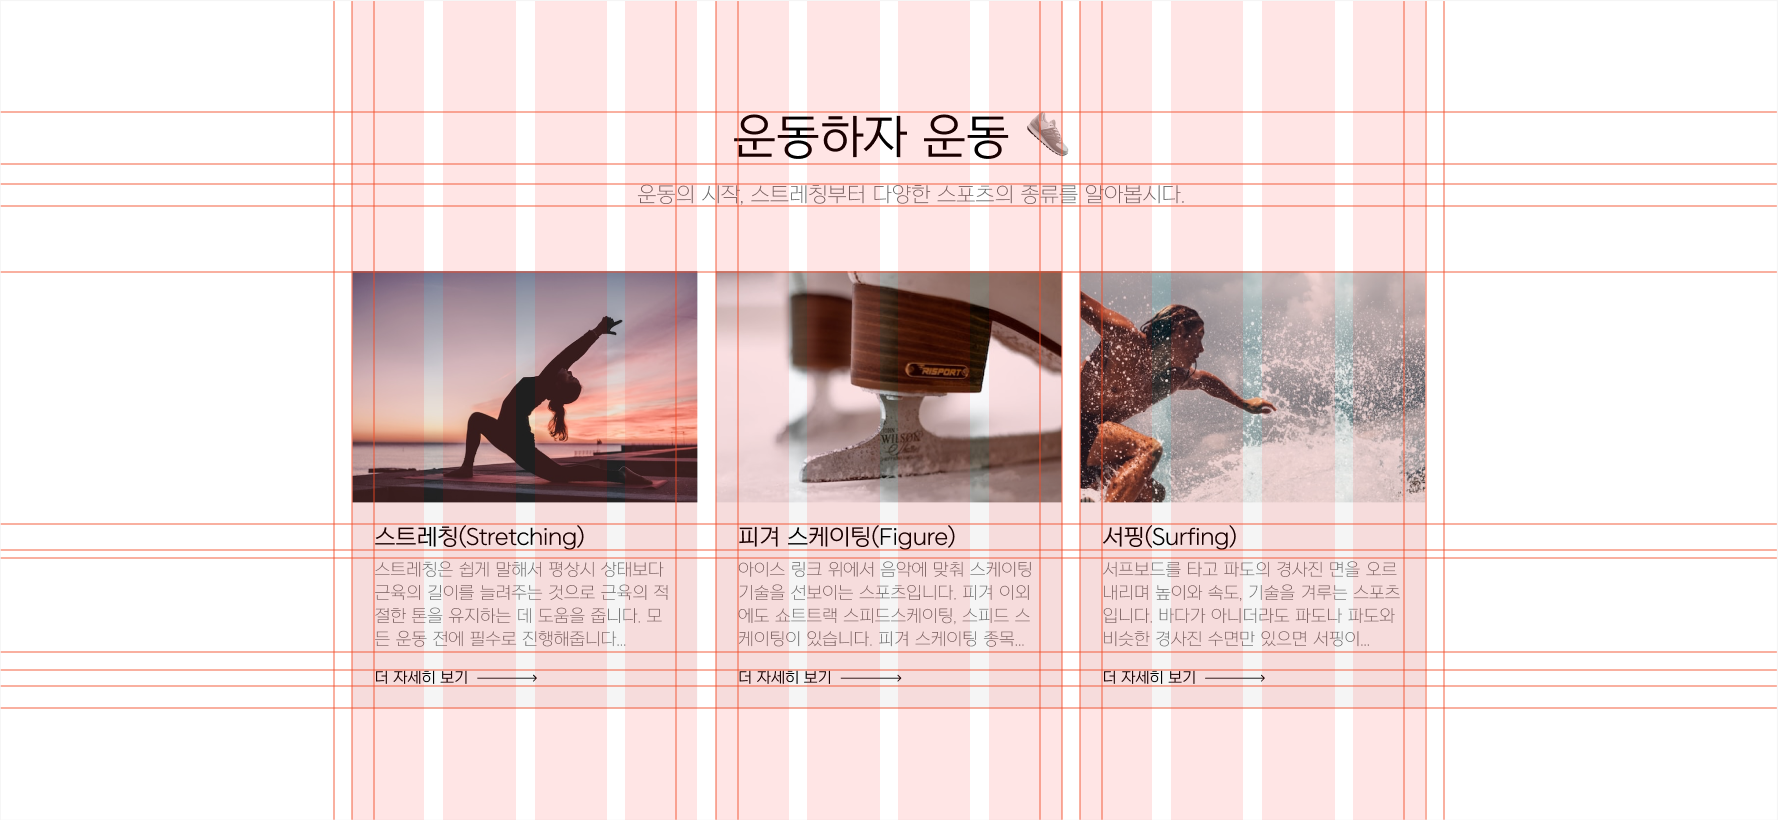 운동하자 운동
운동의 시작, 스트레칭부터 다양한 스포츠의 종류를 알아봅시다.
RISPORT
WILSON
스트레칭(Stretching)
스트레칭은 쉽게 말해서 평상시 상태보다
근육의 길이를 늘려주는 것으로 근육의 적
절한 톤을 유지하는 데 도움을 줍니다. 모
든 운동 전에 필수로 진행해줍니다...
더 자세히 보기
피겨 스케이팅(Figure)
아이스 링크 위에서 음악에 맞춰 스케이팅
기술을 선보이는 스포츠입니다. 피겨 이외
에도 쇼트트랙 스피드스케이팅, 스피드 스
케이팅이 있습니다. 피겨 스케이팅 종목...
더 자세히 보기
서핑(Surfing)
서프보드를 타고 파도의 경사진 면을 오르
내리며 높이와 속도, 기술을 겨루는 스포츠
입니다. 바다가 아니더라도 파도나 파도와
비슷한 경사진 수면만 있으면 서핑이...
더 자세히 보기